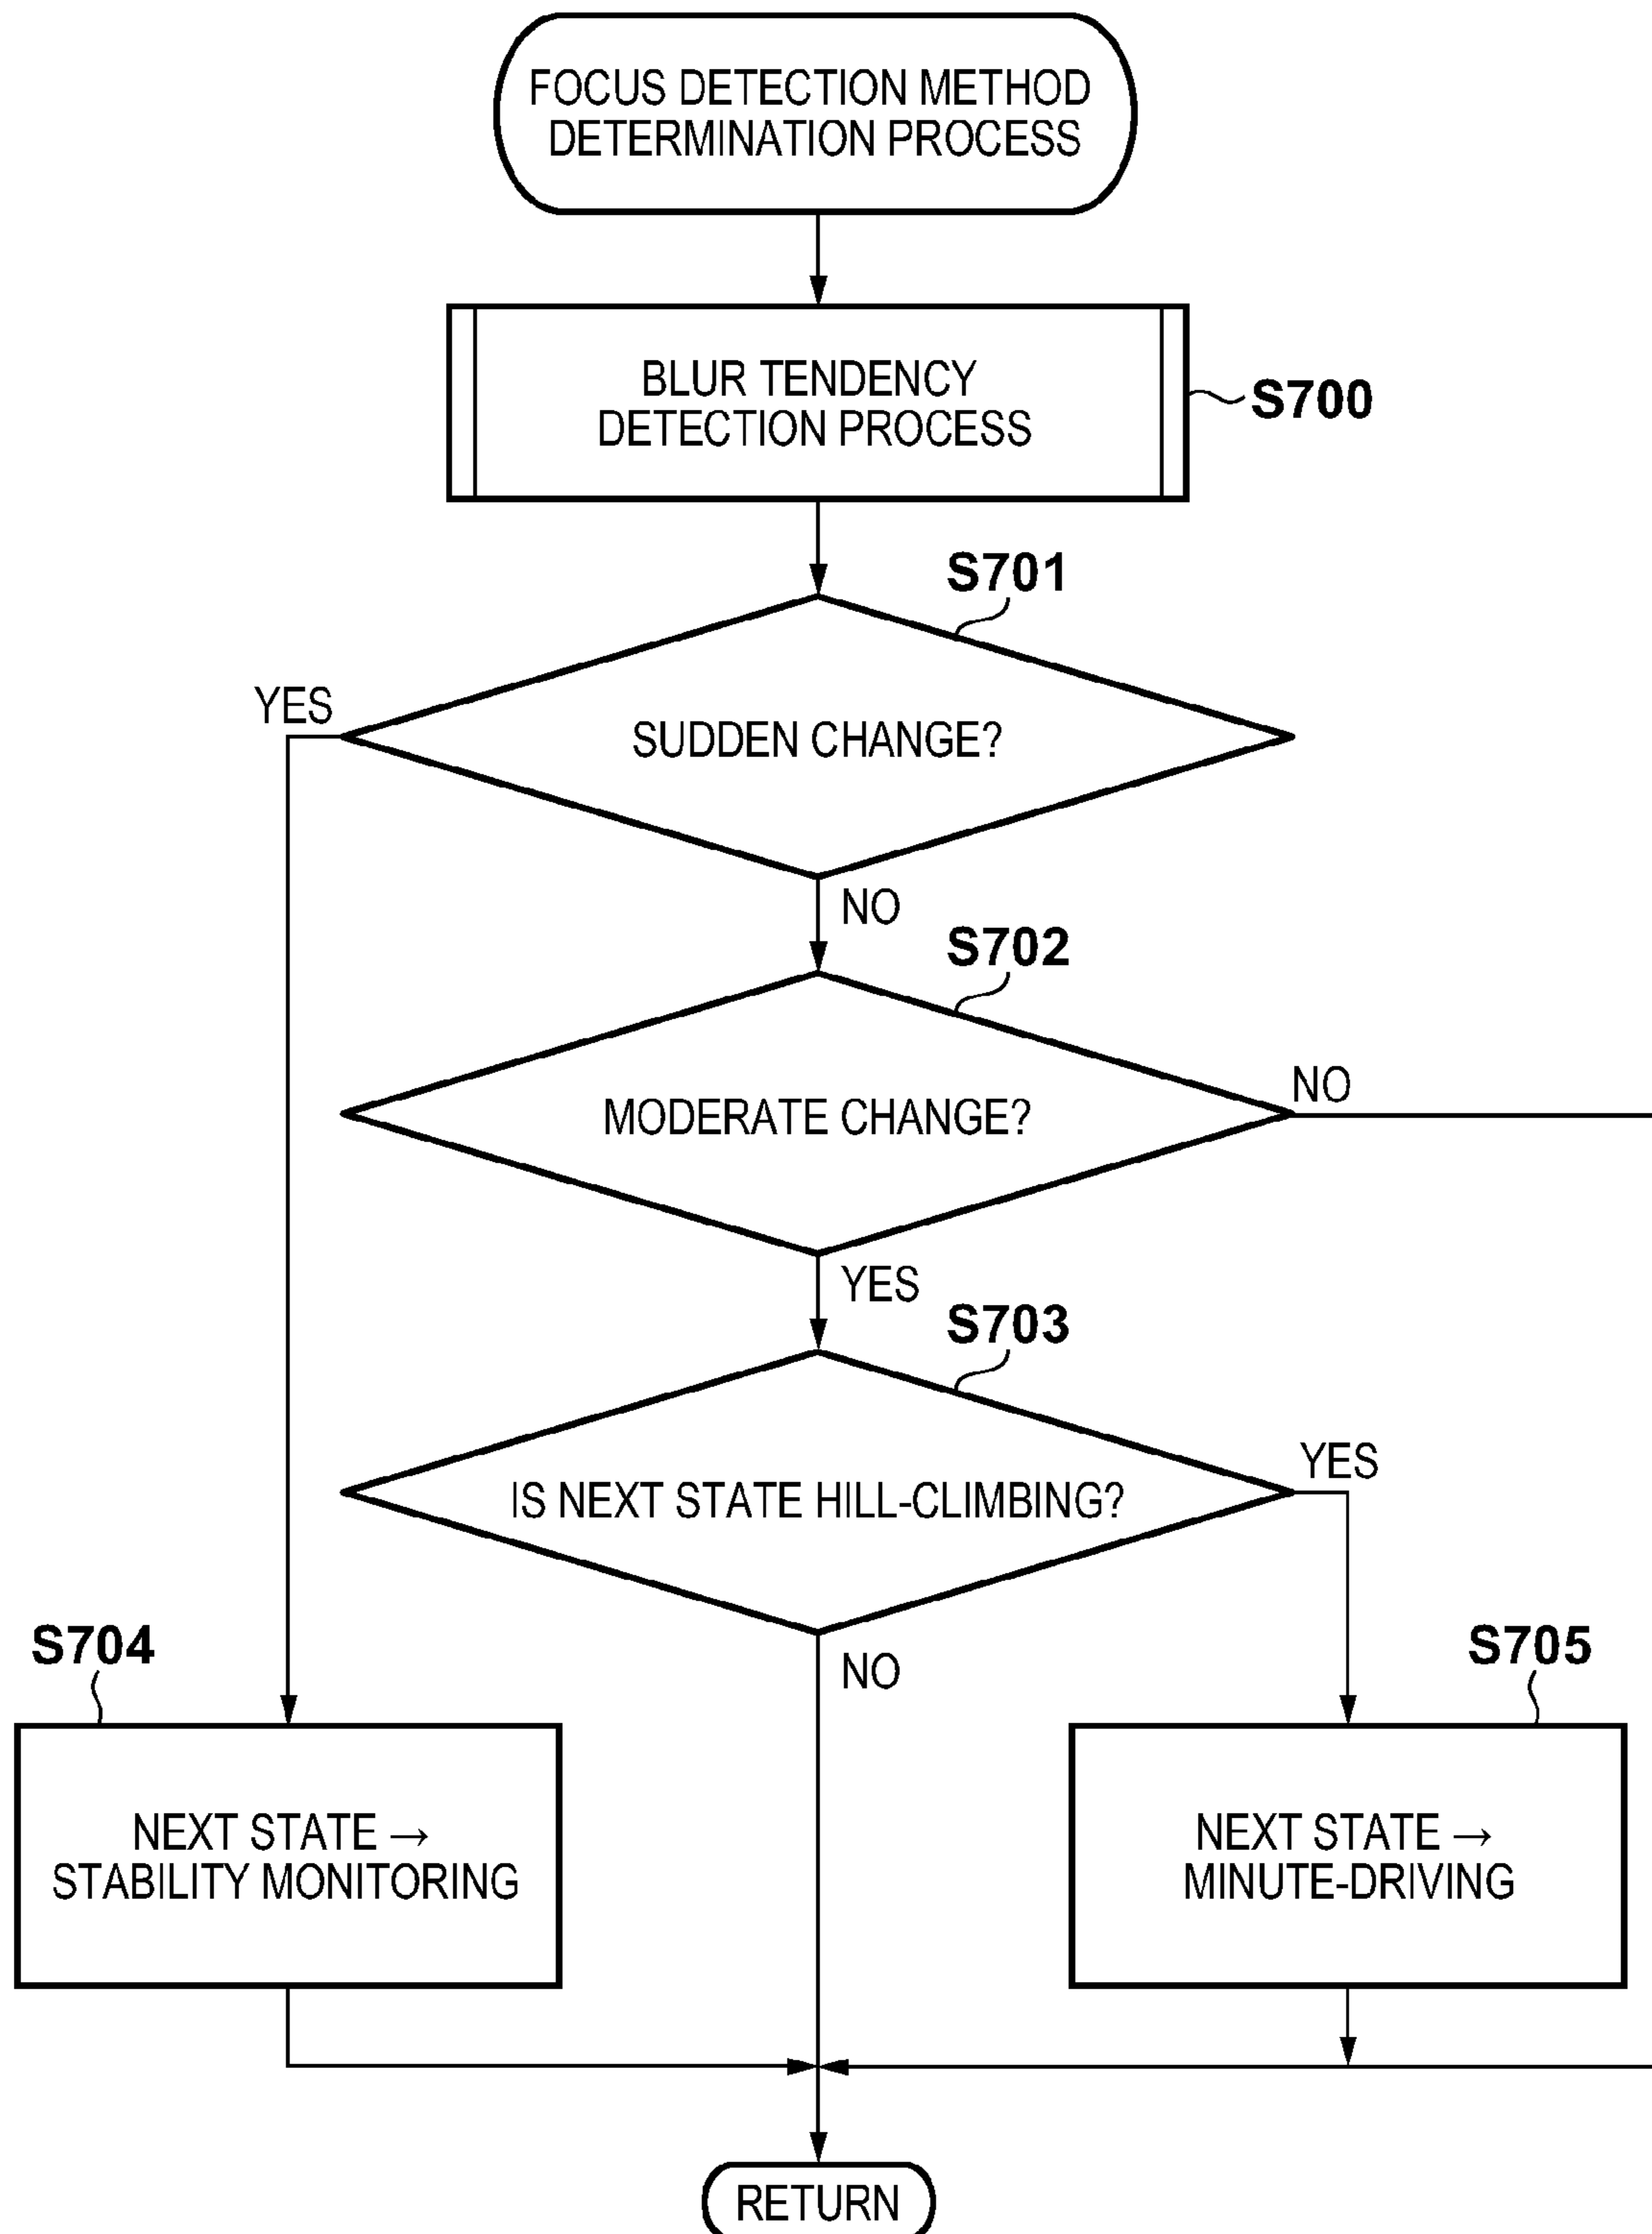 FOCUS DETECTION METHOD
DETERMINATION PROCESS
BLUR TENDENCY
DETECTION PROCESS
S700
S701
YES
SUDDEN CHANGE?
NO
S702
NO
MODERATE CHANGE?
YES
S703
YES
IS NEXT STATE HILL-CLIMBING?
S704
S705
NO
NEXT STATE →
STABILITY MONITORING
NEXT STATE →
MINUTE-DRIVING
RETURN